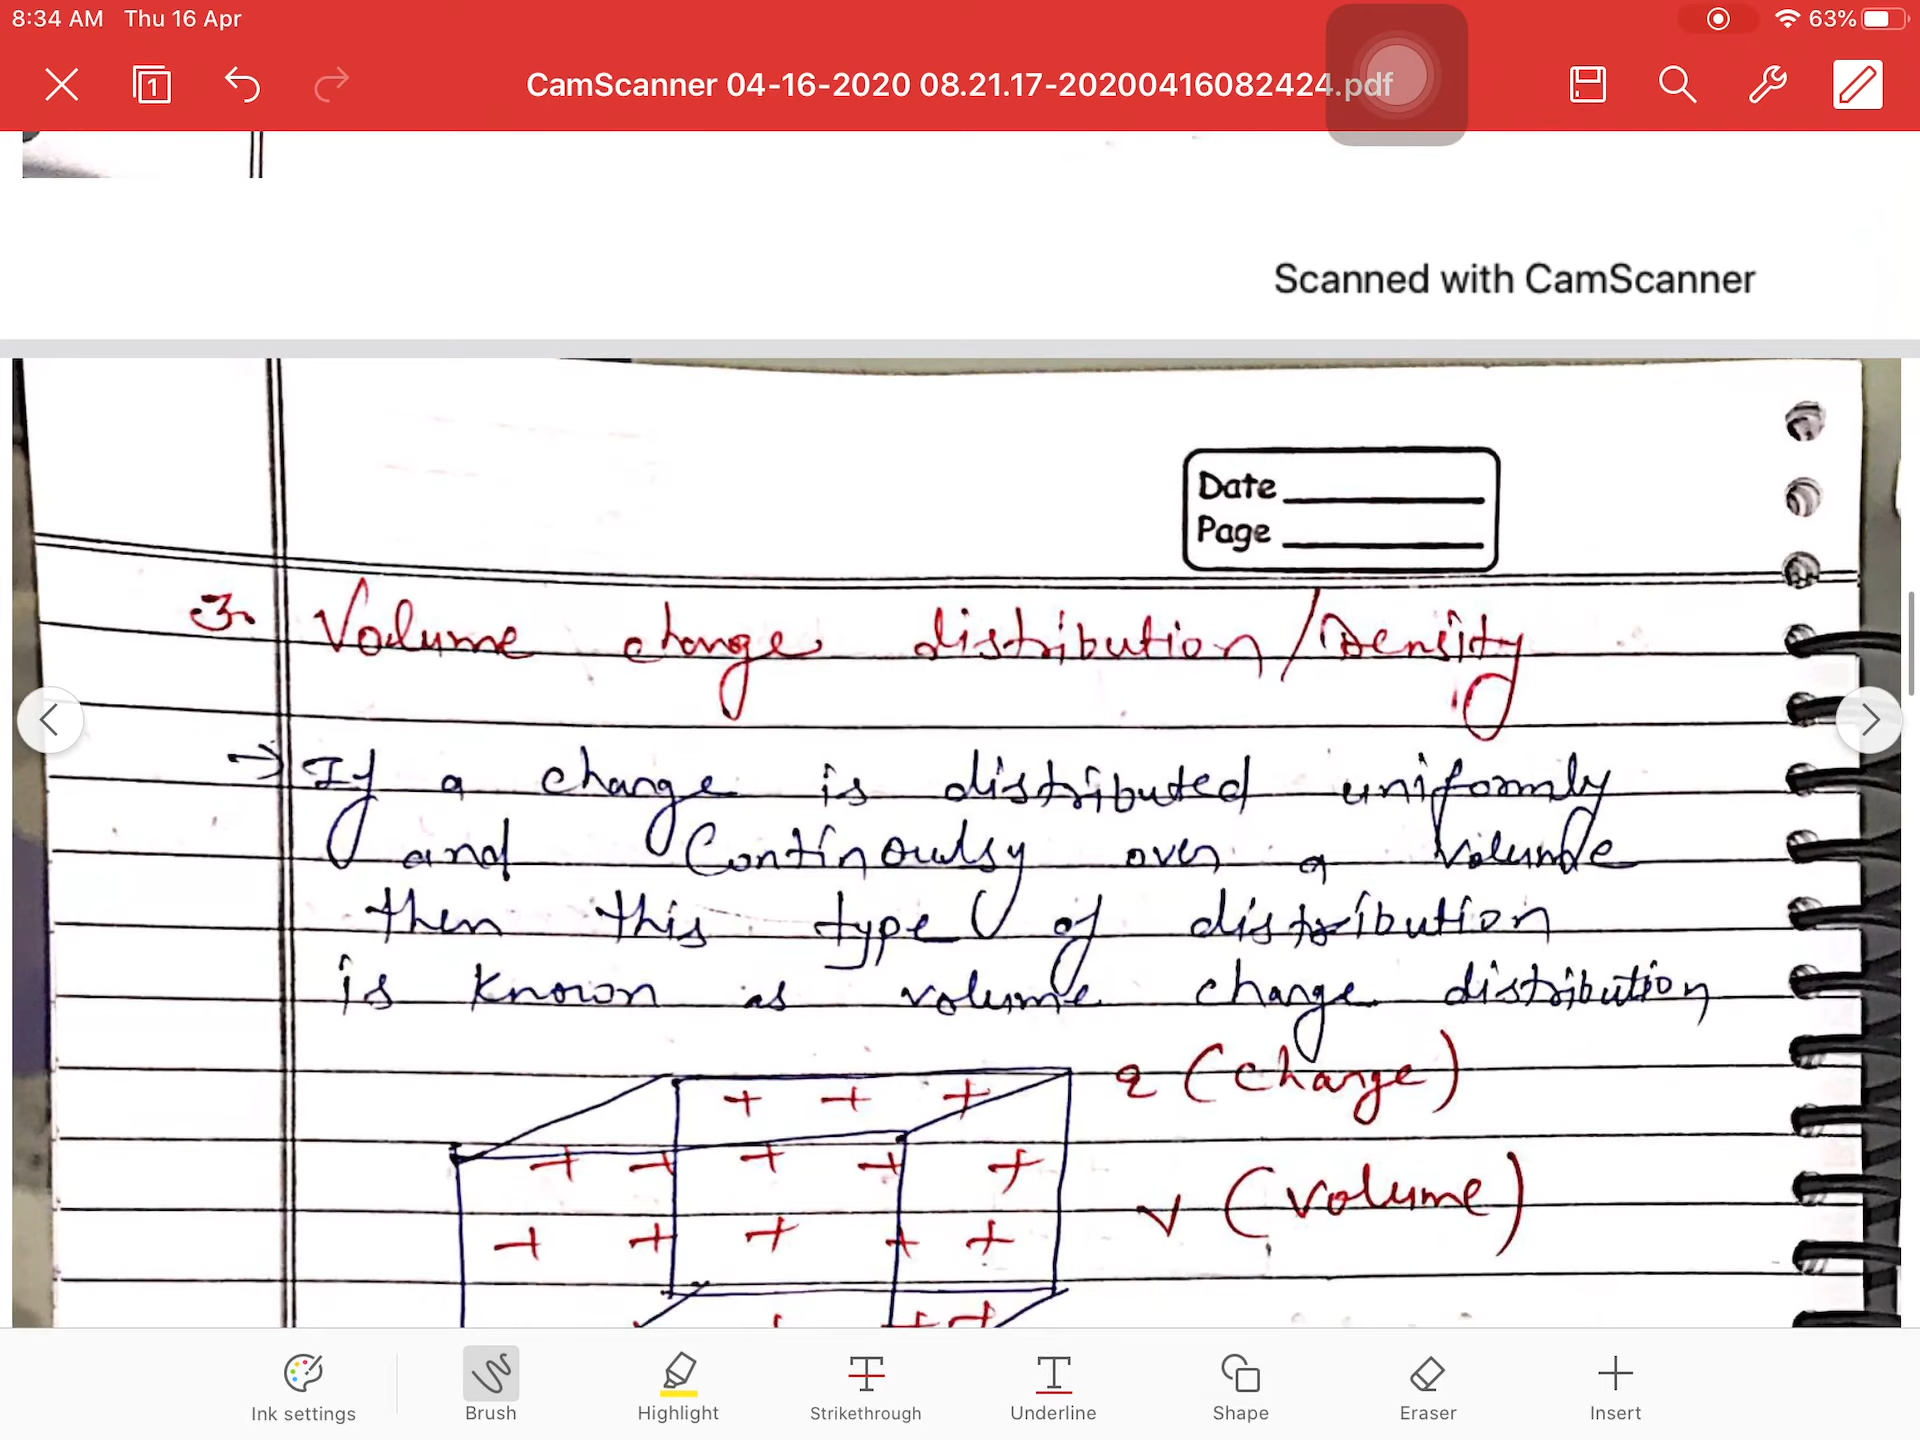 8:34 AM Thu 16 Apr
63%
1
CamScanner 04-16-2020 08.21.17-20200416082424.pdf
Scanned with CamScanner
Date
Page
3. Volume charge distribution/Density
→ If a charge is distributed uniformly
and Continoulsy over a Volume
then this type of distribution
is known as volume charge distribution
+ + +
q (charge)
+ + + + +
V (volume)
+ + + + +
+ +
Ink settings Brush Highlight Strikethrough Underline Shape Eraser Insert